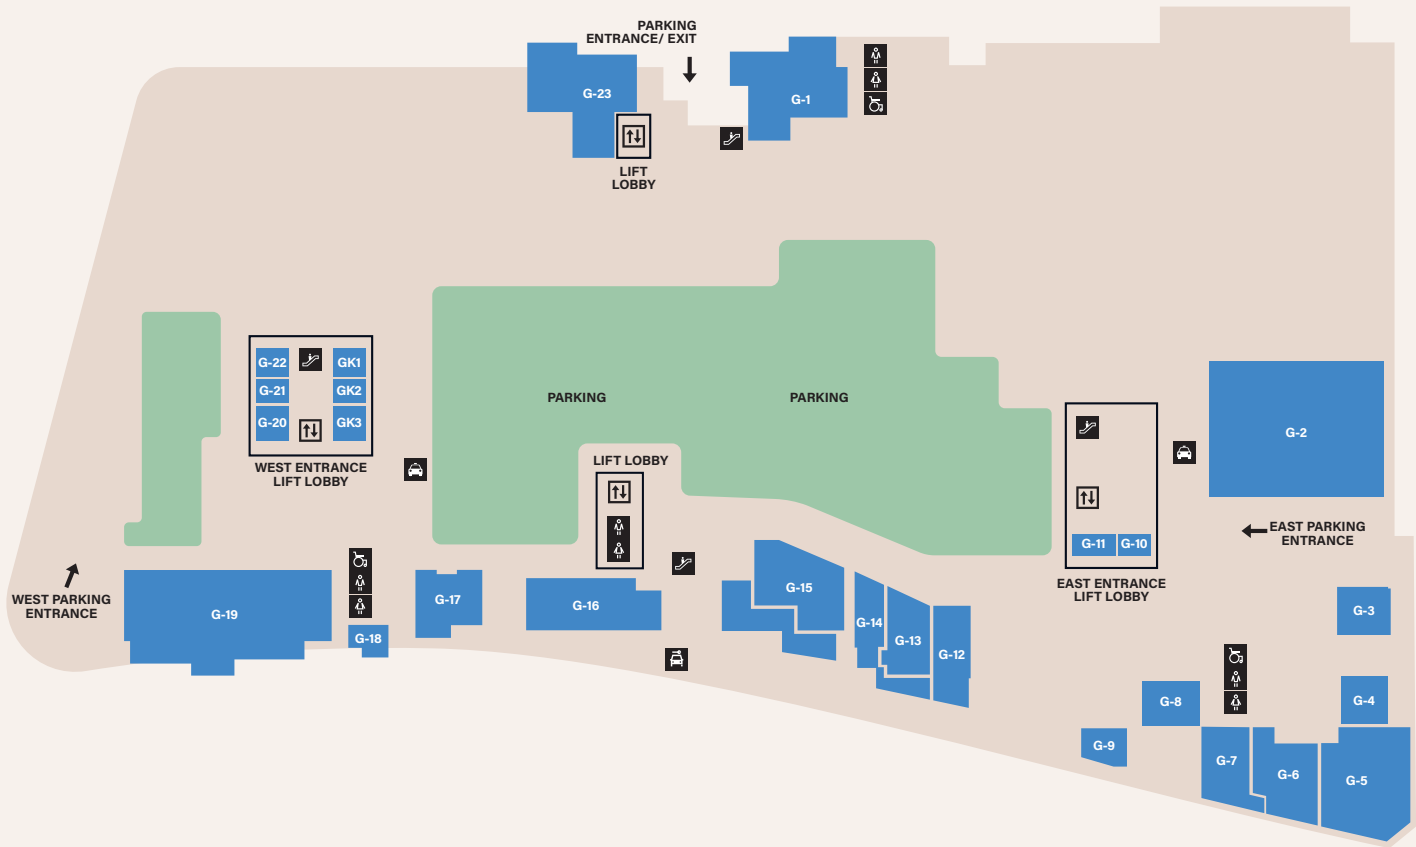 PARKING
ENTRANCE/ EXIT
G-23
G-1
LIFT
LOBBY
G-22
GK1
G-21
GK2
G-20
GK3
WEST ENTRANCE
LIFT LOBBY
PARKING
PARKING
LIFT LOBBY
G-2
EAST PARKING
ENTRANCE
G-11
G-10
EAST ENTRANCE
LIFT LOBBY
WEST PARKING
ENTRANCE
G-19
G-18
G-17
G-16
G-15
G-14
G-13
G-12
G-3
G-4
G-8
G-9
G-7
G-6
G-5